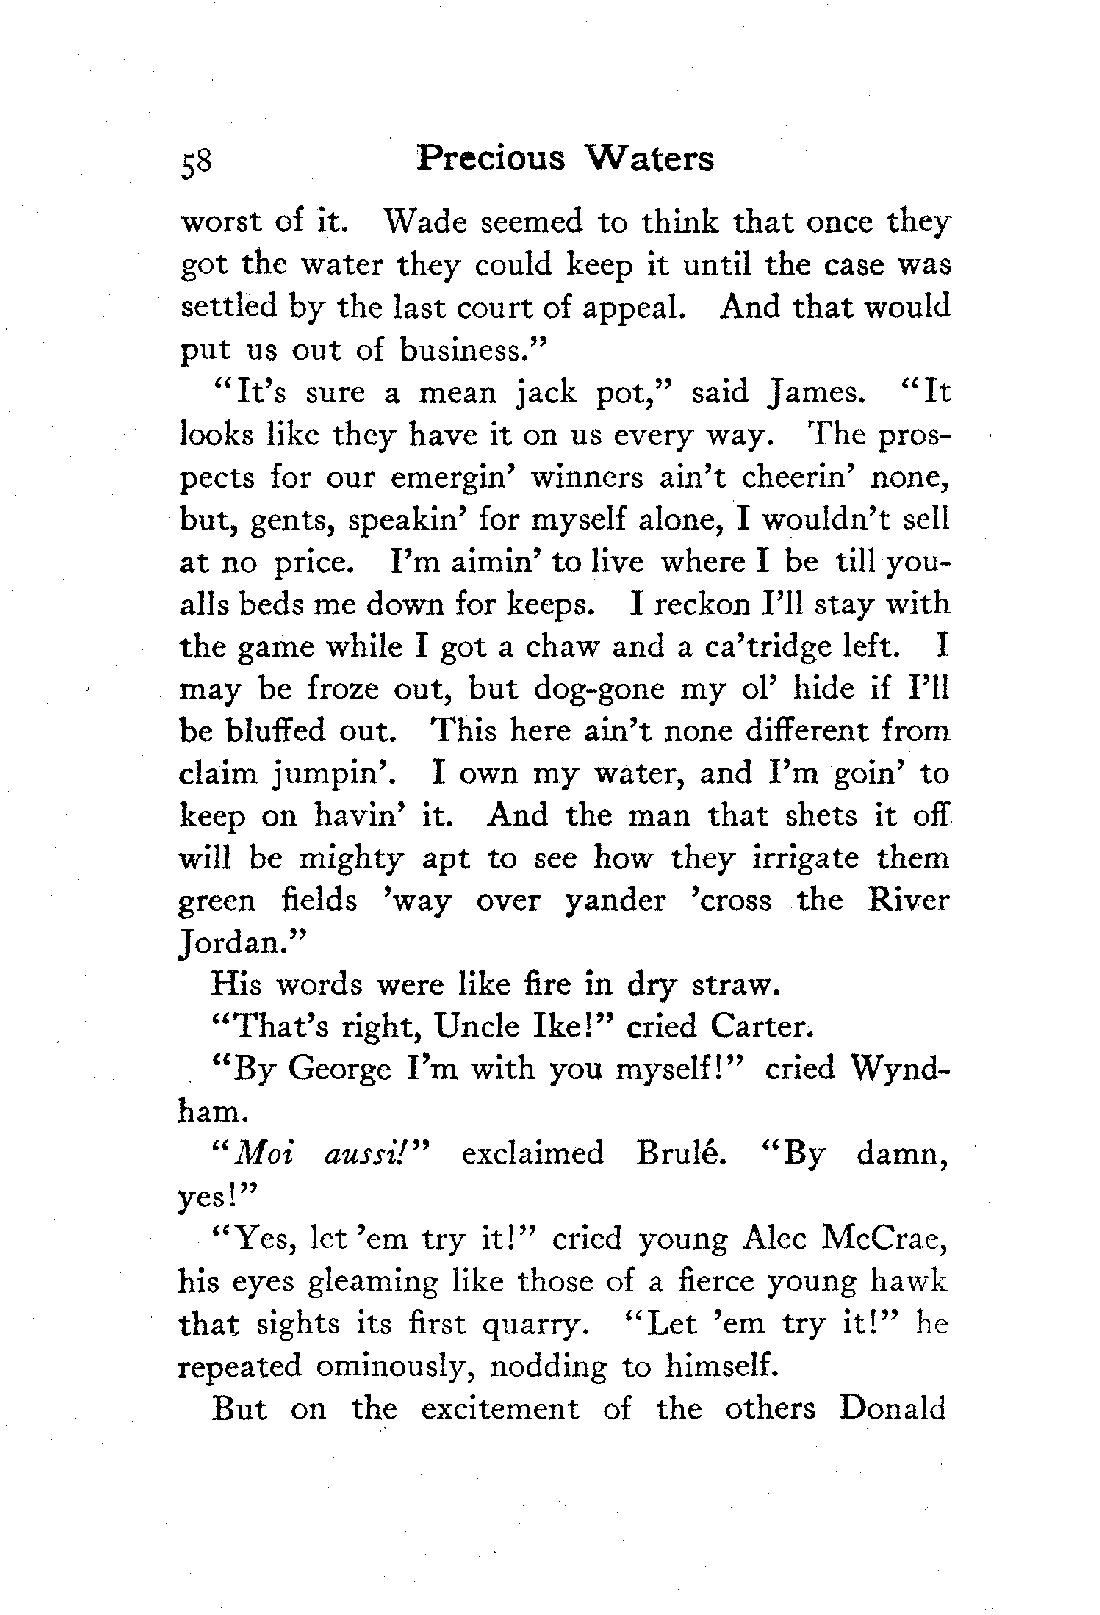 58 Precious Waters
worst of it. Wade seemed to think that once they
got the water they could keep it until the case was
settled by the last court of appeal. And that would
put us out of business.”
“It’s sure a mean jack pot,” said James. “It
looks like they have it on us every way. The pros-
pects for our emergin’ winners ain’t cheerin’ none,
but, gents, speakin’ for myself alone, I wouldn’t sell
at no price. I’m aimin’ to live where I be till you-
alls beds me down for keeps. I reckon I’ll stay with
the game while I got a chaw and a ca’tridge left. I
may be froze out, but dog-gone my ol’ hide if I’ll
be bluffed out. This here ain’t none different from
claim jumpin’. I own my water, and I’m goin’ to
keep on havin’ it. And the man that shets it off
will be mighty apt to see how they irrigate them
green fields ’way over yander ’cross the River
Jordan.”
His words were like fire in dry straw.
“That’s right, Uncle Ike!” cried Carter.
“By George I’m with you myself!” cried Wynd-
ham.
“Moi aussi!” exclaimed Brulé. “By damn,
yes!”
“Yes, let ’em try it!” cried young Alec McCrae,
his eyes gleaming like those of a fierce young hawk
that sights its first quarry. “Let ’em try it!” he
repeated ominously, nodding to himself.
But on the excitement of the others Donald